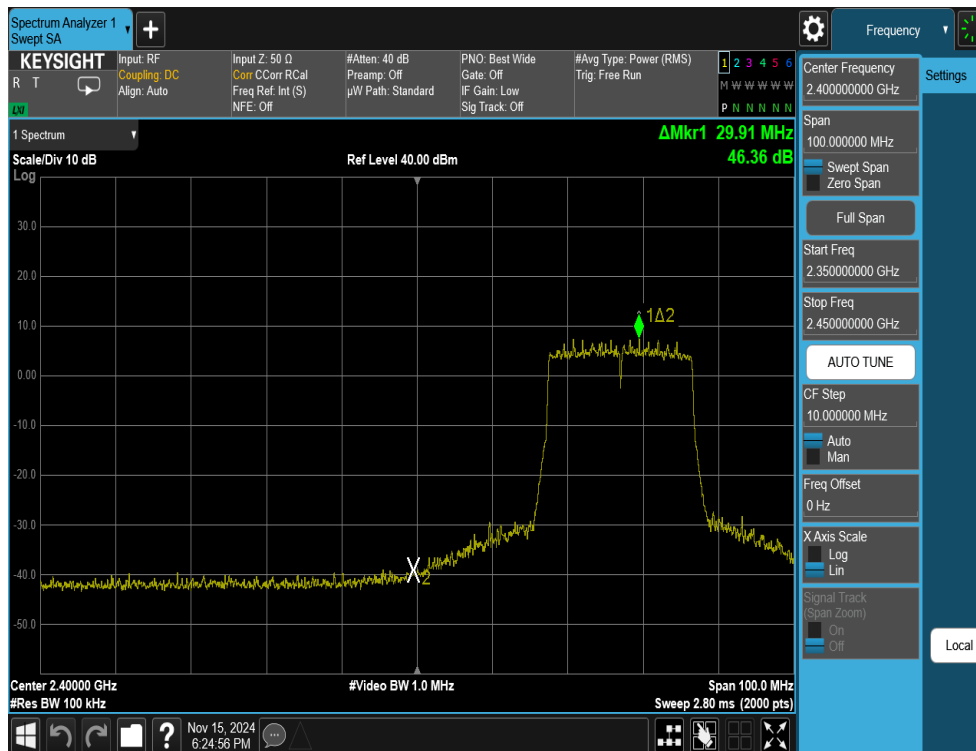 Spectrum Analyzer 1
Swept SA
Frequency
KEYSIGHT
R T
LXI
Input: RF
Coupling: DC
Align: Auto
Input Z: 50 Ω
Corr CCorr RCal
Freq Ref: Int (S)
NFE: Off
#Atten: 40 dB
Preamp: Off
µW Path: Standard
PNO: Best Wide
Gate: Off
IF Gain: Low
Sig Track: Off
#Avg Type: Power (RMS)
Trig: Free Run
1 2 3 4 5 6
M W W W W W
P N N N N N
1 Spectrum
Scale/Div 10 dB
Log
Ref Level 40.00 dBm
ΔMkr1 29.91 MHz
46.36 dB
30.0
20.0
10.0
0.00
-10.0
-20.0
-30.0
-40.0
-50.0
1Δ2
2
Center 2.40000 GHz
#Res BW 100 kHz
#Video BW 1.0 MHz
Span 100.0 MHz
Sweep 2.80 ms (2000 pts)
Center Frequency
2.400000000 GHz
Settings
Span
100.000000 MHz
Swept Span
Zero Span
Full Span
Start Freq
2.350000000 GHz
Stop Freq
2.450000000 GHz
AUTO TUNE
CF Step
10.000000 MHz
Auto
Man
Freq Offset
0 Hz
X Axis Scale
Log
Lin
Signal Track
(Span Zoom)
On
Off
Local
?
Nov 15, 2024
6:24:56 PM